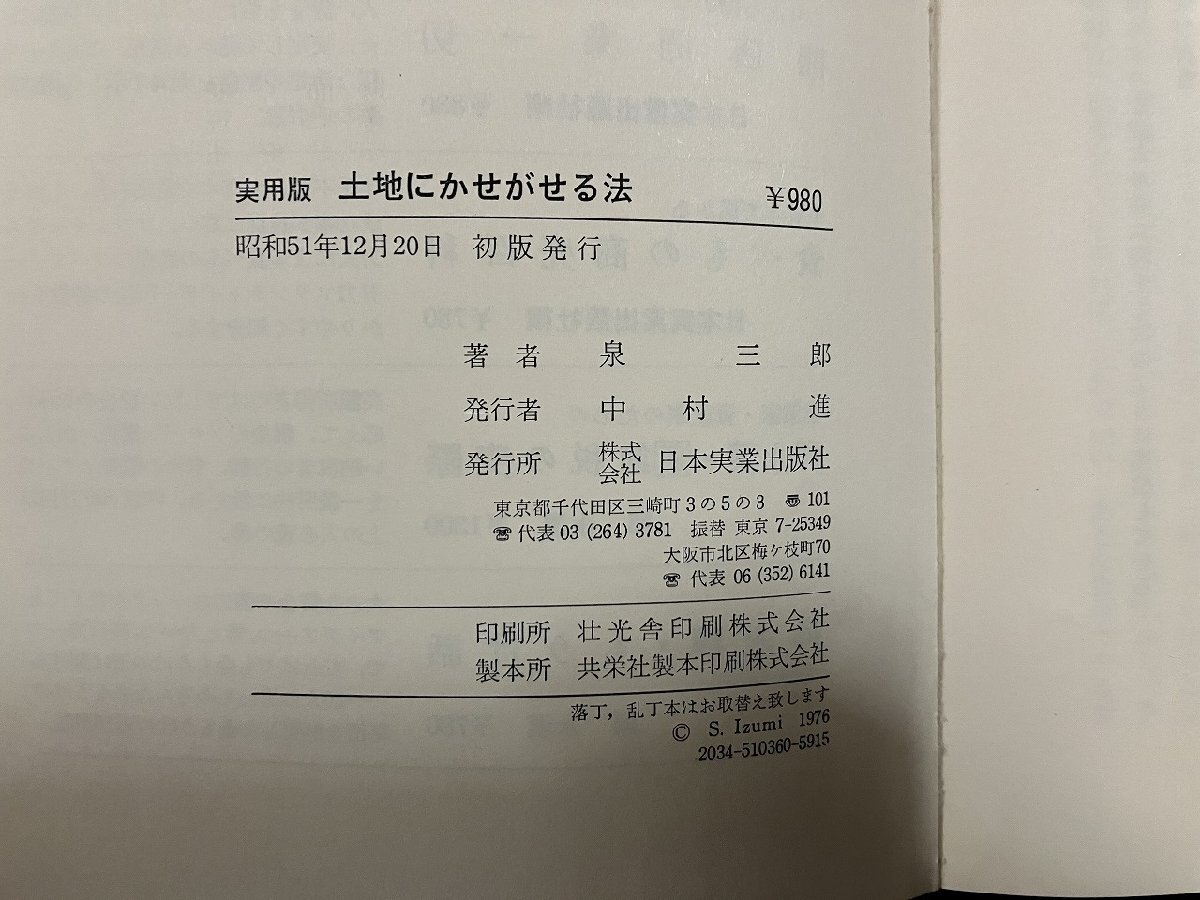 実用版 土地にかせがせる法 ¥980
昭和51年12月20日 初版発行
著者 泉三郎
発行者 中村進
発行所 株式会社 日本実業出版社
東京都千代田区三崎町3の5の3 〠 101
☎ 代表 03 (264) 3781 振替 東京 7-25349
大阪市北区梅ケ枝町70
☎ 代表 06 (352) 6141
印刷所 壮光舎印刷株式会社
製本所 共栄社製本印刷株式会社
落丁，乱丁本はお取替え致します
© S. Izumi 1976
2034-510360-5915